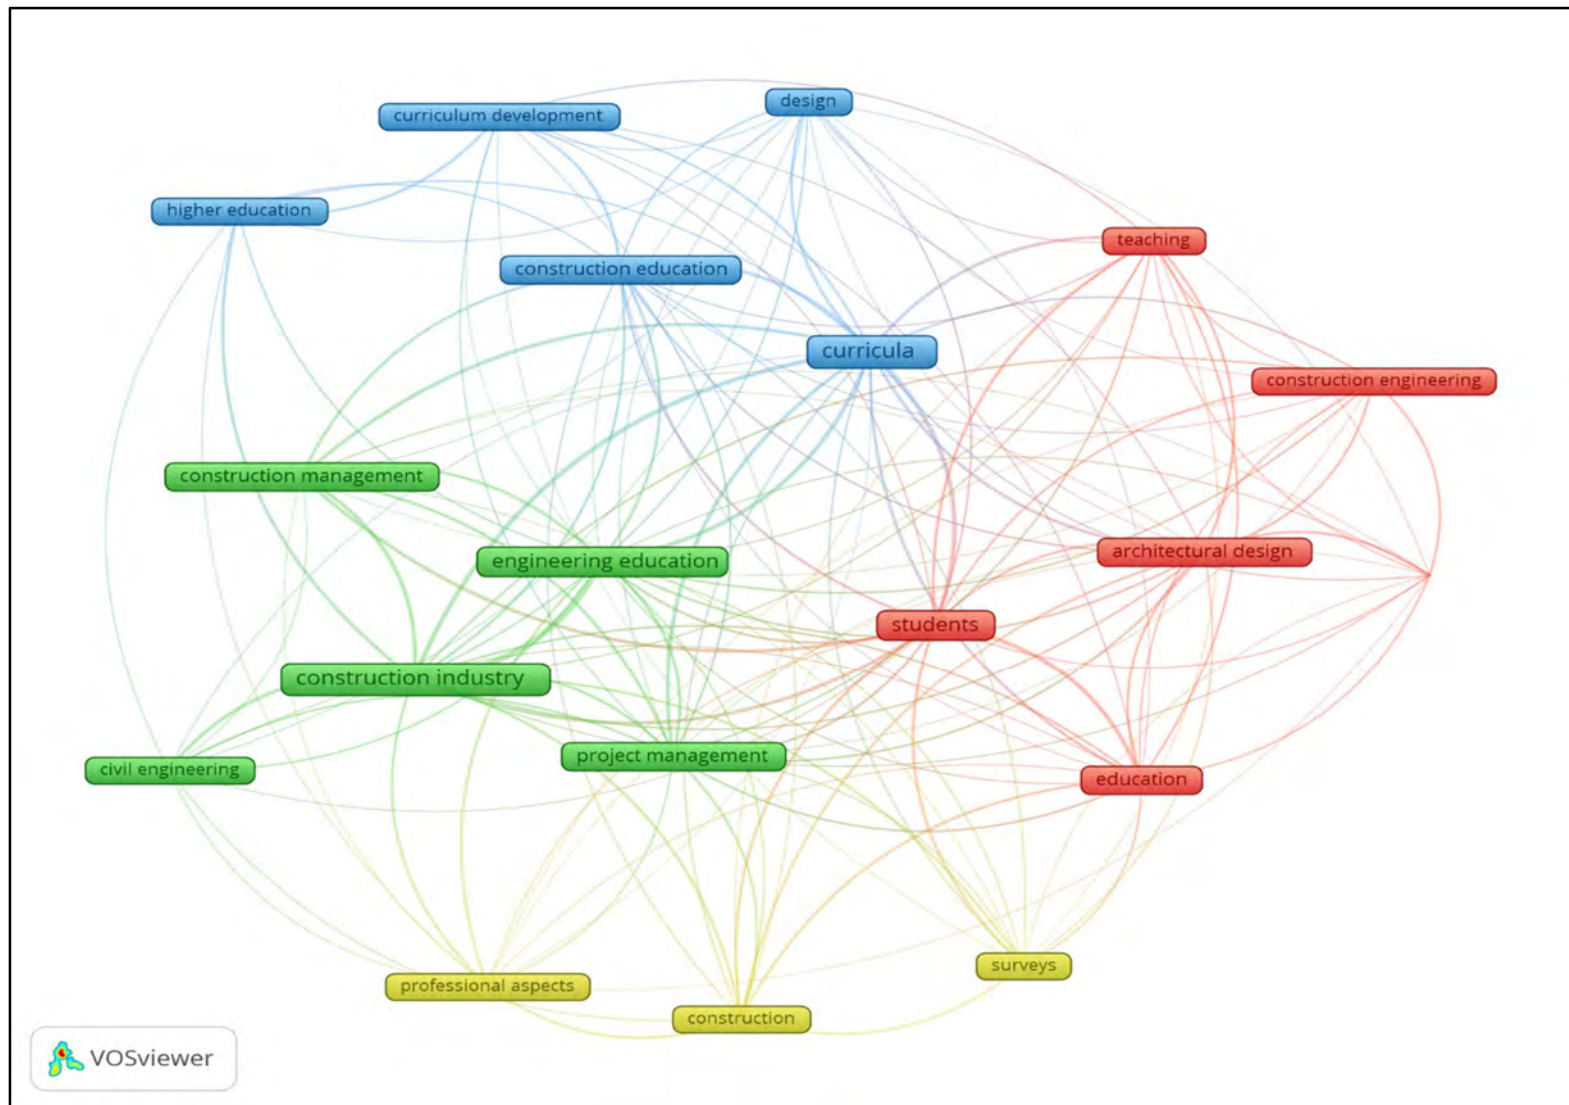 design
curriculum development
higher education
teaching
construction education
curricula
construction engineering
construction management
architectural design
engineering education
students
construction industry
project management
civil engineering
education
surveys
professional aspects
construction
VOSviewer